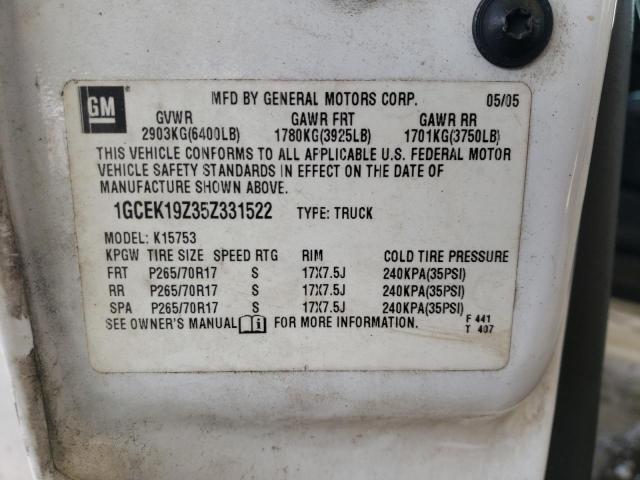 GM
MFD BY GENERAL MOTORS CORP. 05/05
GVWR GAWR FRT GAWR RR
2903KG(6400LB) 1780KG(3925LB) 1701KG(3750LB)
THIS VEHICLE CONFORMS TO ALL APPLICABLE U.S. FEDERAL MOTOR
VEHICLE SAFETY STANDARDS IN EFFECT ON THE DATE OF
MANUFACTURE SHOWN ABOVE.
1GCEK19Z35Z331522 TYPE: TRUCK
MODEL: K15753
KPGW TIRE SIZE SPEED RTG RIM COLD TIRE PRESSURE
FRT P265/70R17 S 17X7.5J 240KPA(35PSI)
RR P265/70R17 S 17X7.5J 240KPA(35PSI)
SPA P265/70R17 S 17X7.5J 240KPA(35PSI)
SEE OWNER'S MANUAL i FOR MORE INFORMATION. F 441
T 407